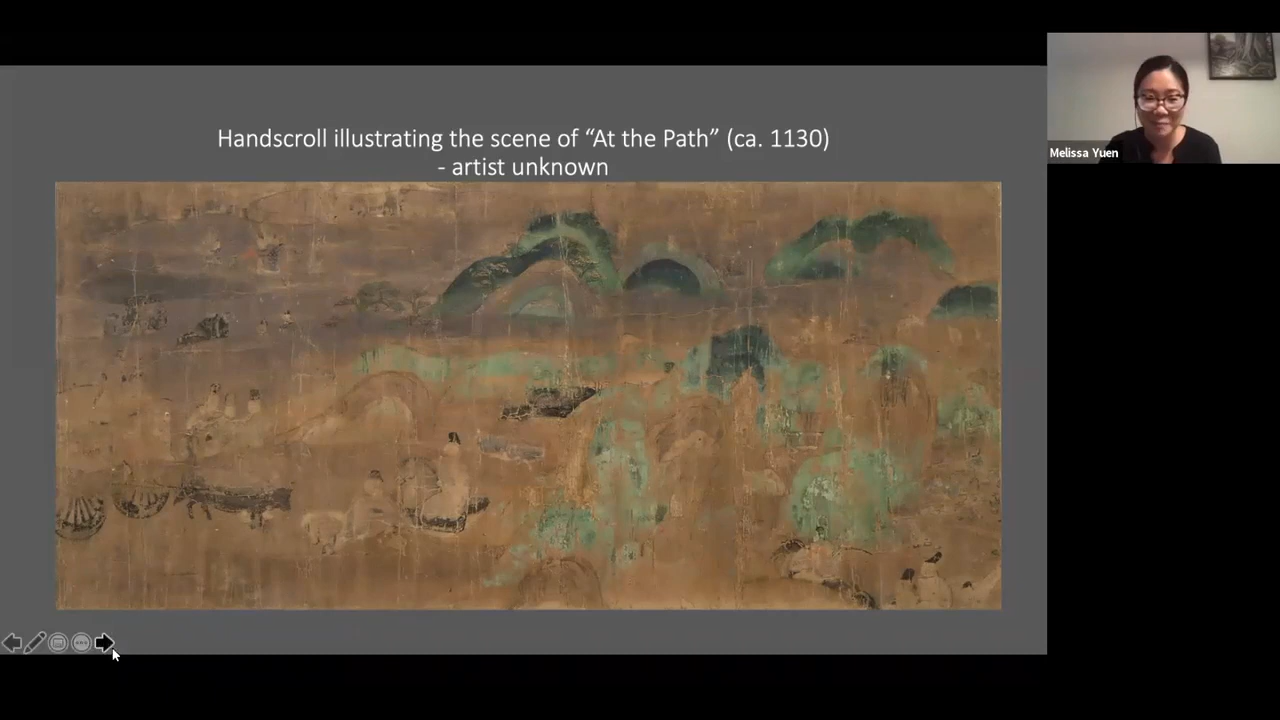 Handscroll illustrating the scene of “At the Path” (ca. 1130)
- artist unknown
Melissa Yuen